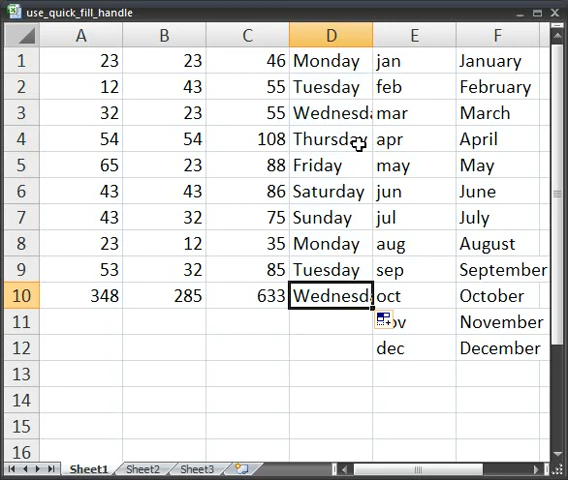 use_quick_fill_handle
A B C D E F
1 23 23 46 Monday jan January
2 12 43 55 Tuesday feb February
3 32 23 55 Wednesda mar March
4 54 54 108 Thursday apr April
5 65 23 88 Friday may May
6 43 43 86 Saturday jun June
7 43 32 75 Sunday jul July
8 23 12 35 Monday aug August
9 53 32 85 Tuesday sep September
10 348 285 633 Wednesd oct October
11 ov November
12 dec December
13
14
15
16
Sheet1 Sheet2 Sheet3